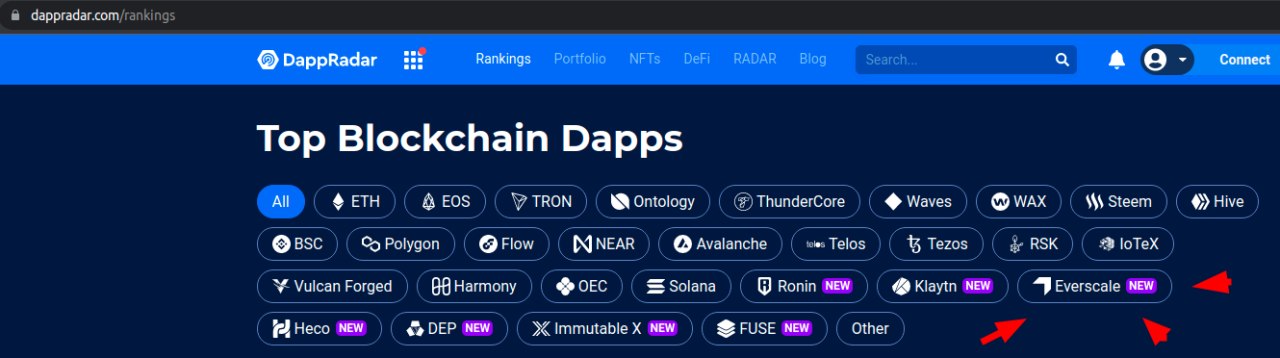 dappradar.com/rankings
DappRadar Rankings Portfolio NFTs DeFi RADAR Blog Search... Connect
Top Blockchain Dapps
All ETH EOS TRON Ontology ThunderCore Waves WAX Steem Hive
BSC Polygon Flow NEAR Avalanche telos Telos Tezos RSK IoTeX
Vulcan Forged Harmony OEC Solana Ronin NEW Klaytn NEW Everscale NEW
Heco NEW DEP NEW Immutable X NEW FUSE NEW Other